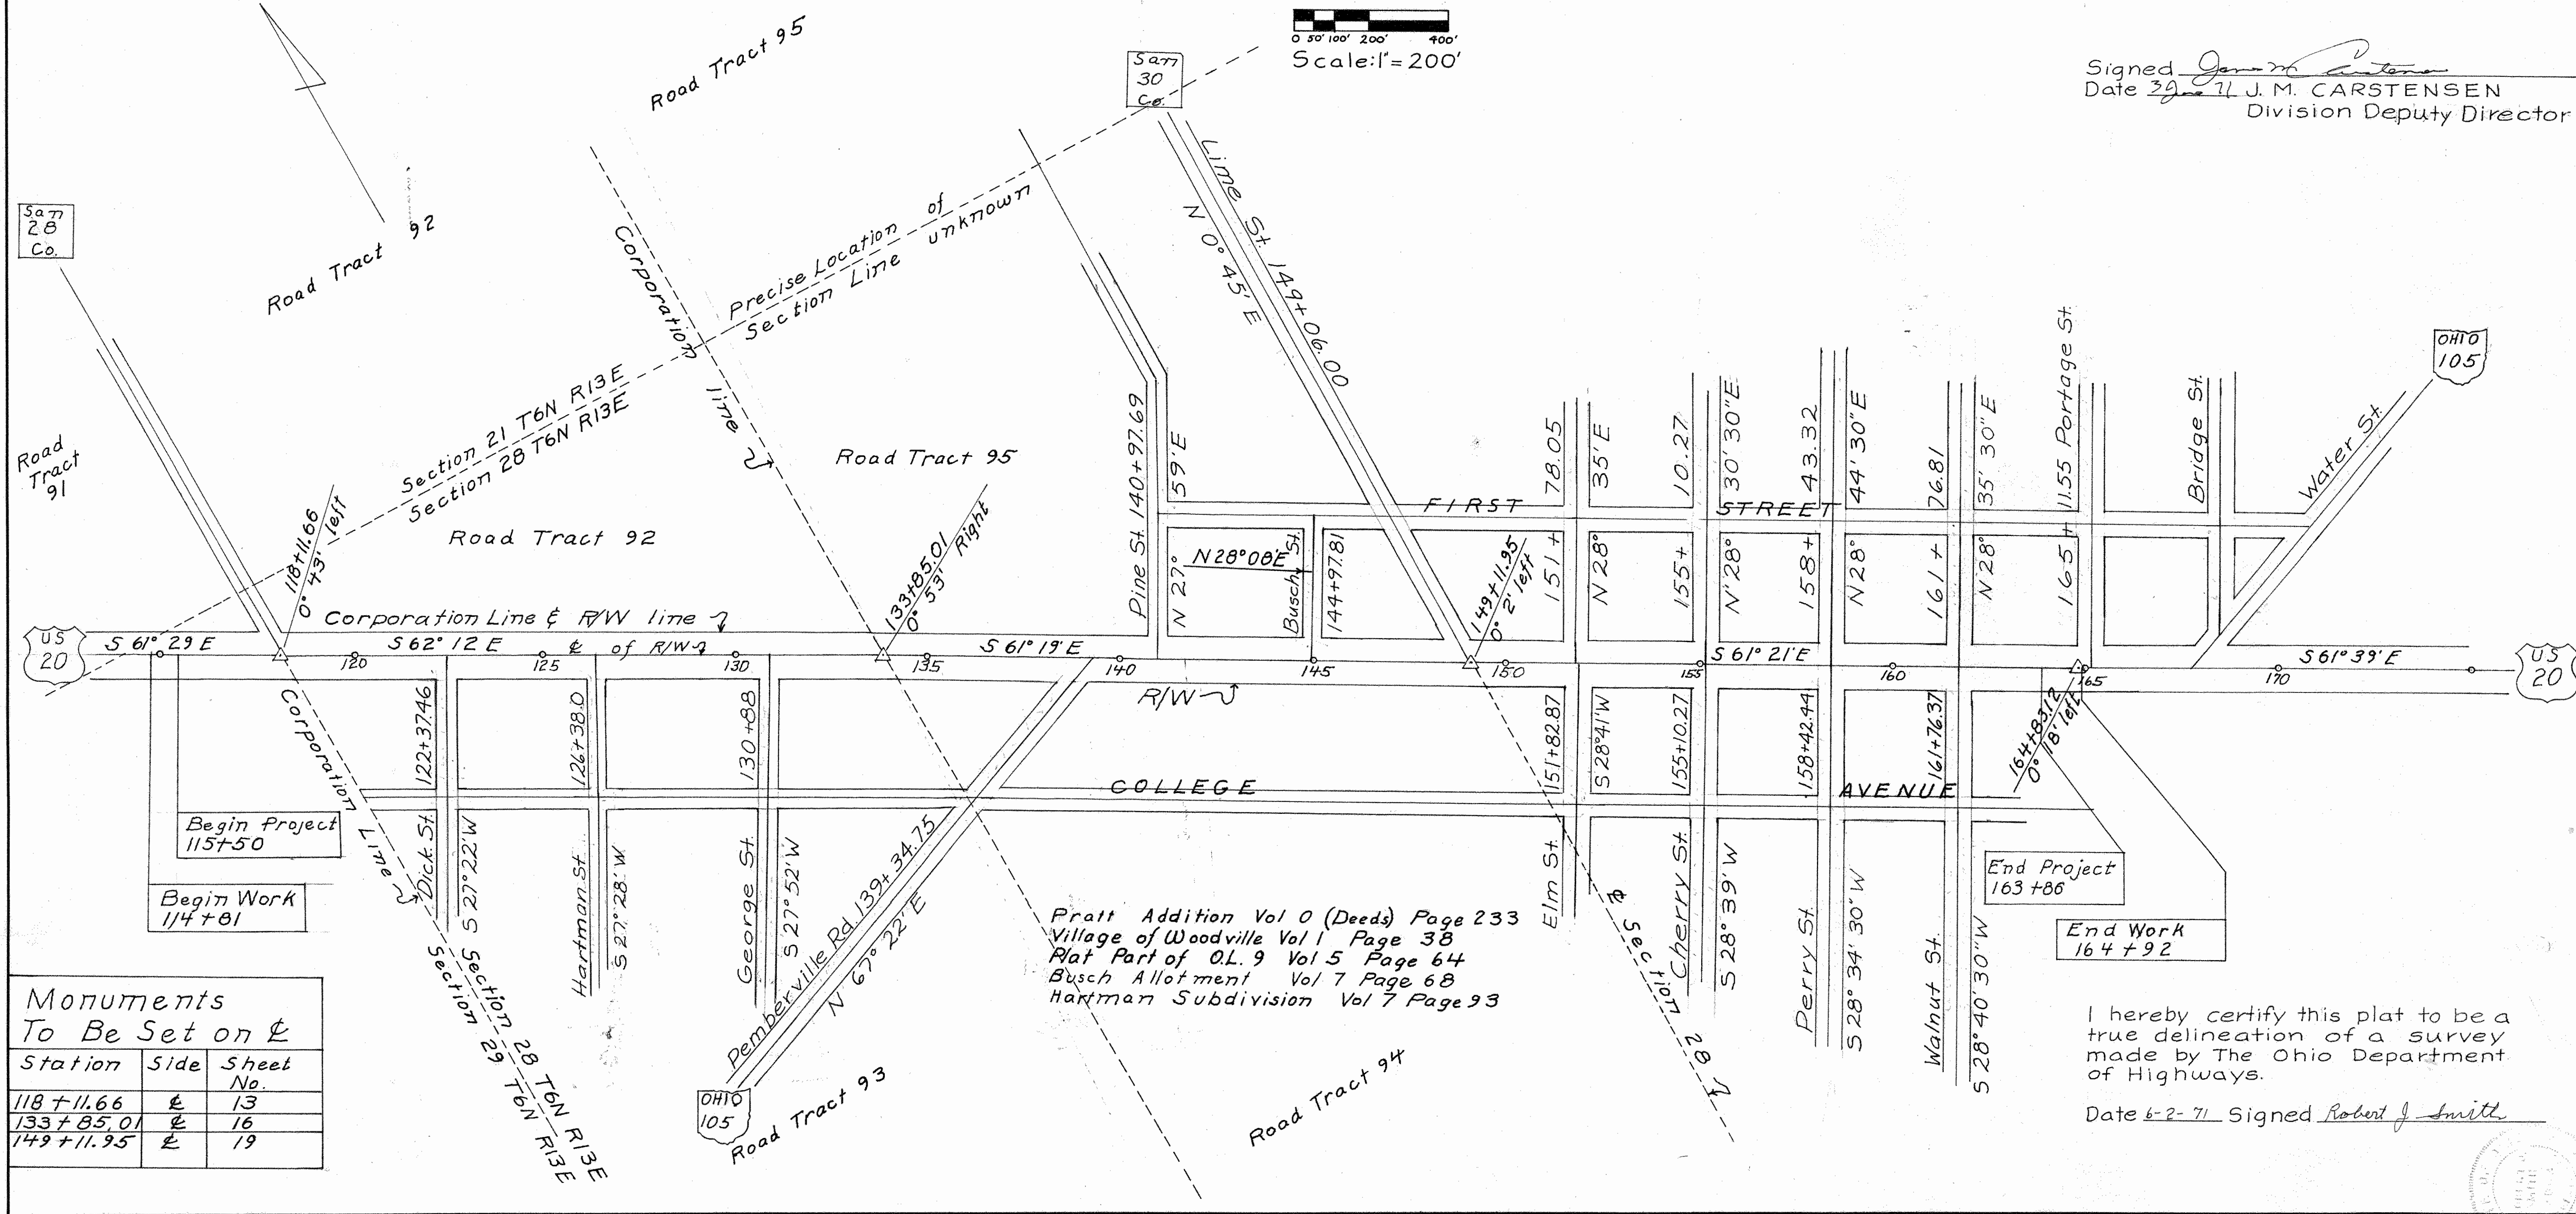 0 50' 100' 200' 400'
Scale: 1" = 200'
Signed
Date 3 June 71 J. M. CARSTENSEN
Division Deputy Director
San
30
Co.
San
28
Co.
Road Tract 95
Road Tract 92
Road
Tract
91
Corporation line
Precise Location of
Section Line unknown
Section 21 T6N R13E
Section 28 T6N R13E
Lime St. 149+06.00
N 0° 45' E
OHIO
105
Road Tract 95
Road Tract 92
118+11.66
0° 43' left
133+85.01
0° 53' Right
Pine St. 140+97.69
N 27° 59' E
N 28° 08' E
Busch St.
144+97.81
149+11.95
0° 2' left
FIRST STREET
151+ 78.05
N 28° 35' E
155+ 10.27
N 28° 30' 30" E
158+ 43.32
N 28° 44' 30" E
161+ 76.81
N 28° 35' 30" E
165+ 11.55 Portage St.
Bridge St.
Water St.
Corporation Line & R/W line
US
20
S 61° 29 E
S 62° 12 E
℄ of R/W
S 61° 19' E
S 61° 21' E
S 61° 39' E
US
20
120
125
130
135
140
145
150
155
160
165
170
R/W
Corporation Line
122+37.46
126+38.0
130+88
151+82.87
S 28° 41' W
155+10.27
158+42.44
161+76.37
164+83.12
0° 18' left
COLLEGE AVENUE
Begin Project
115+50
Begin Work
114+81
Dick St.
S 27° 22' W
Hartman St
S 27° 28' W
George St.
S 27° 52' W
Pemberville Rd. 139+34.75
N 67° 22' E
Elm St.
℄ Section 28
Cherry St.
S 28° 39' W
Perry St.
S 28° 34' 30" W
Walnut St.
S 28° 40' 30" W
End Project
163+86
End Work
164+92
Pratt Addition Vol O (Deeds) Page 233
Village of Woodville Vol 1 Page 38
Plat Part of O.L. 9 Vol 5 Page 64
Busch Allotment Vol 7 Page 68
Hartman Subdivision Vol 7 Page 93
Section 28 T6N R13E
Section 29 T6N R13E
OHIO
105
Road Tract 93
Road Tract 94
Monuments
To Be Set on ℄
Station Side Sheet
No.
118+11.66 ℄ 13
133+85.01 ℄ 16
149+11.95 ℄ 19
I hereby certify this plat to be a
true delineation of a survey
made by The Ohio Department
of Highways.
Date 6-2-71 Signed Robert J Smith